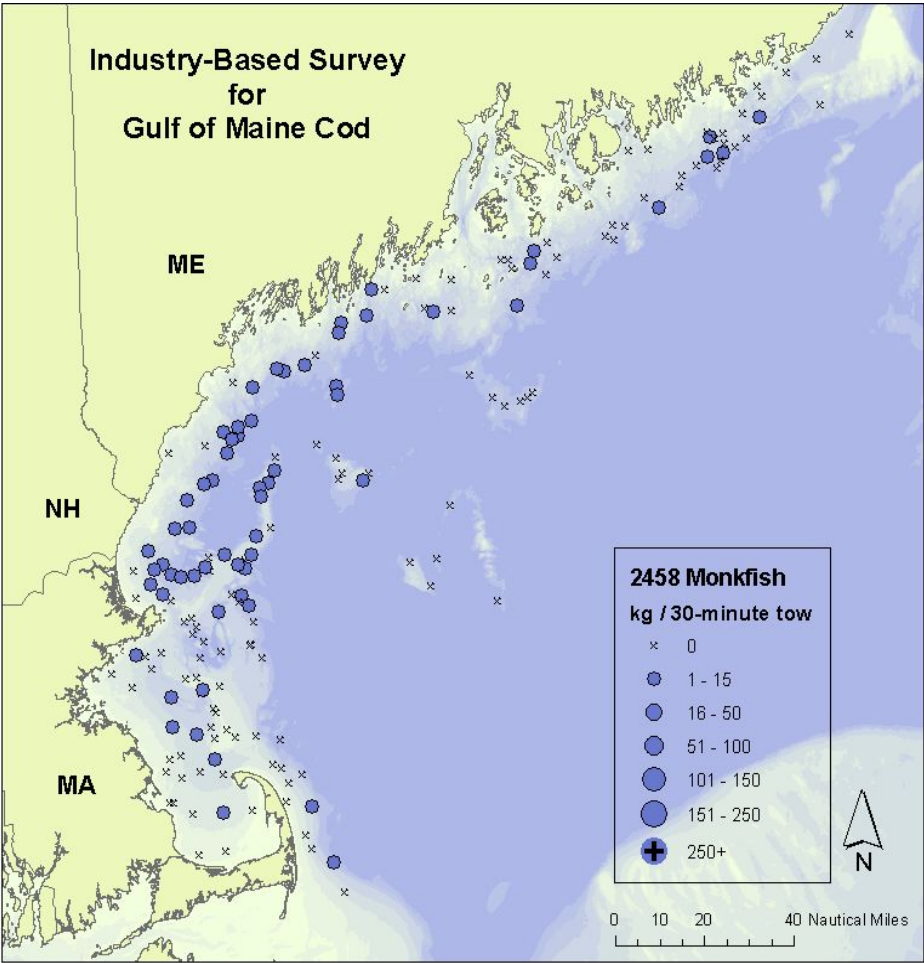 Industry-Based Survey
for
Gulf of Maine Cod
ME
NH
MA
2458 Monkfish
kg / 30-minute tow
0
1 - 15
16 - 50
51 - 100
101 - 150
151 - 250
250+
N
0 10 20 40 Nautical Miles